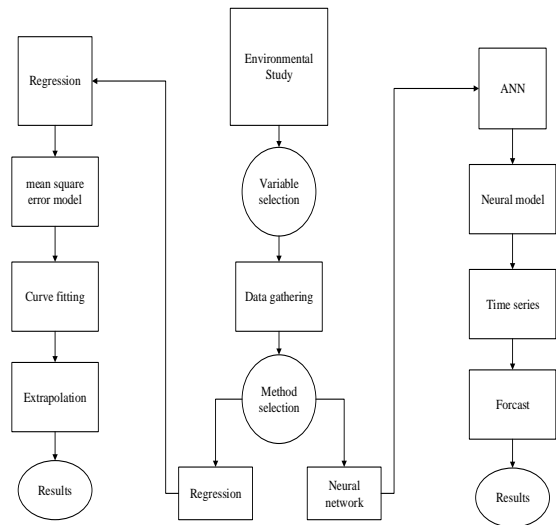 Regression
mean square
error model
Curve fitting
Extrapolation
Results
Environmental
Study
Variable
selection
Data gathering
Method
selection
Regression
Neural
network
ANN
Neural model
Time series
Forcast
Results